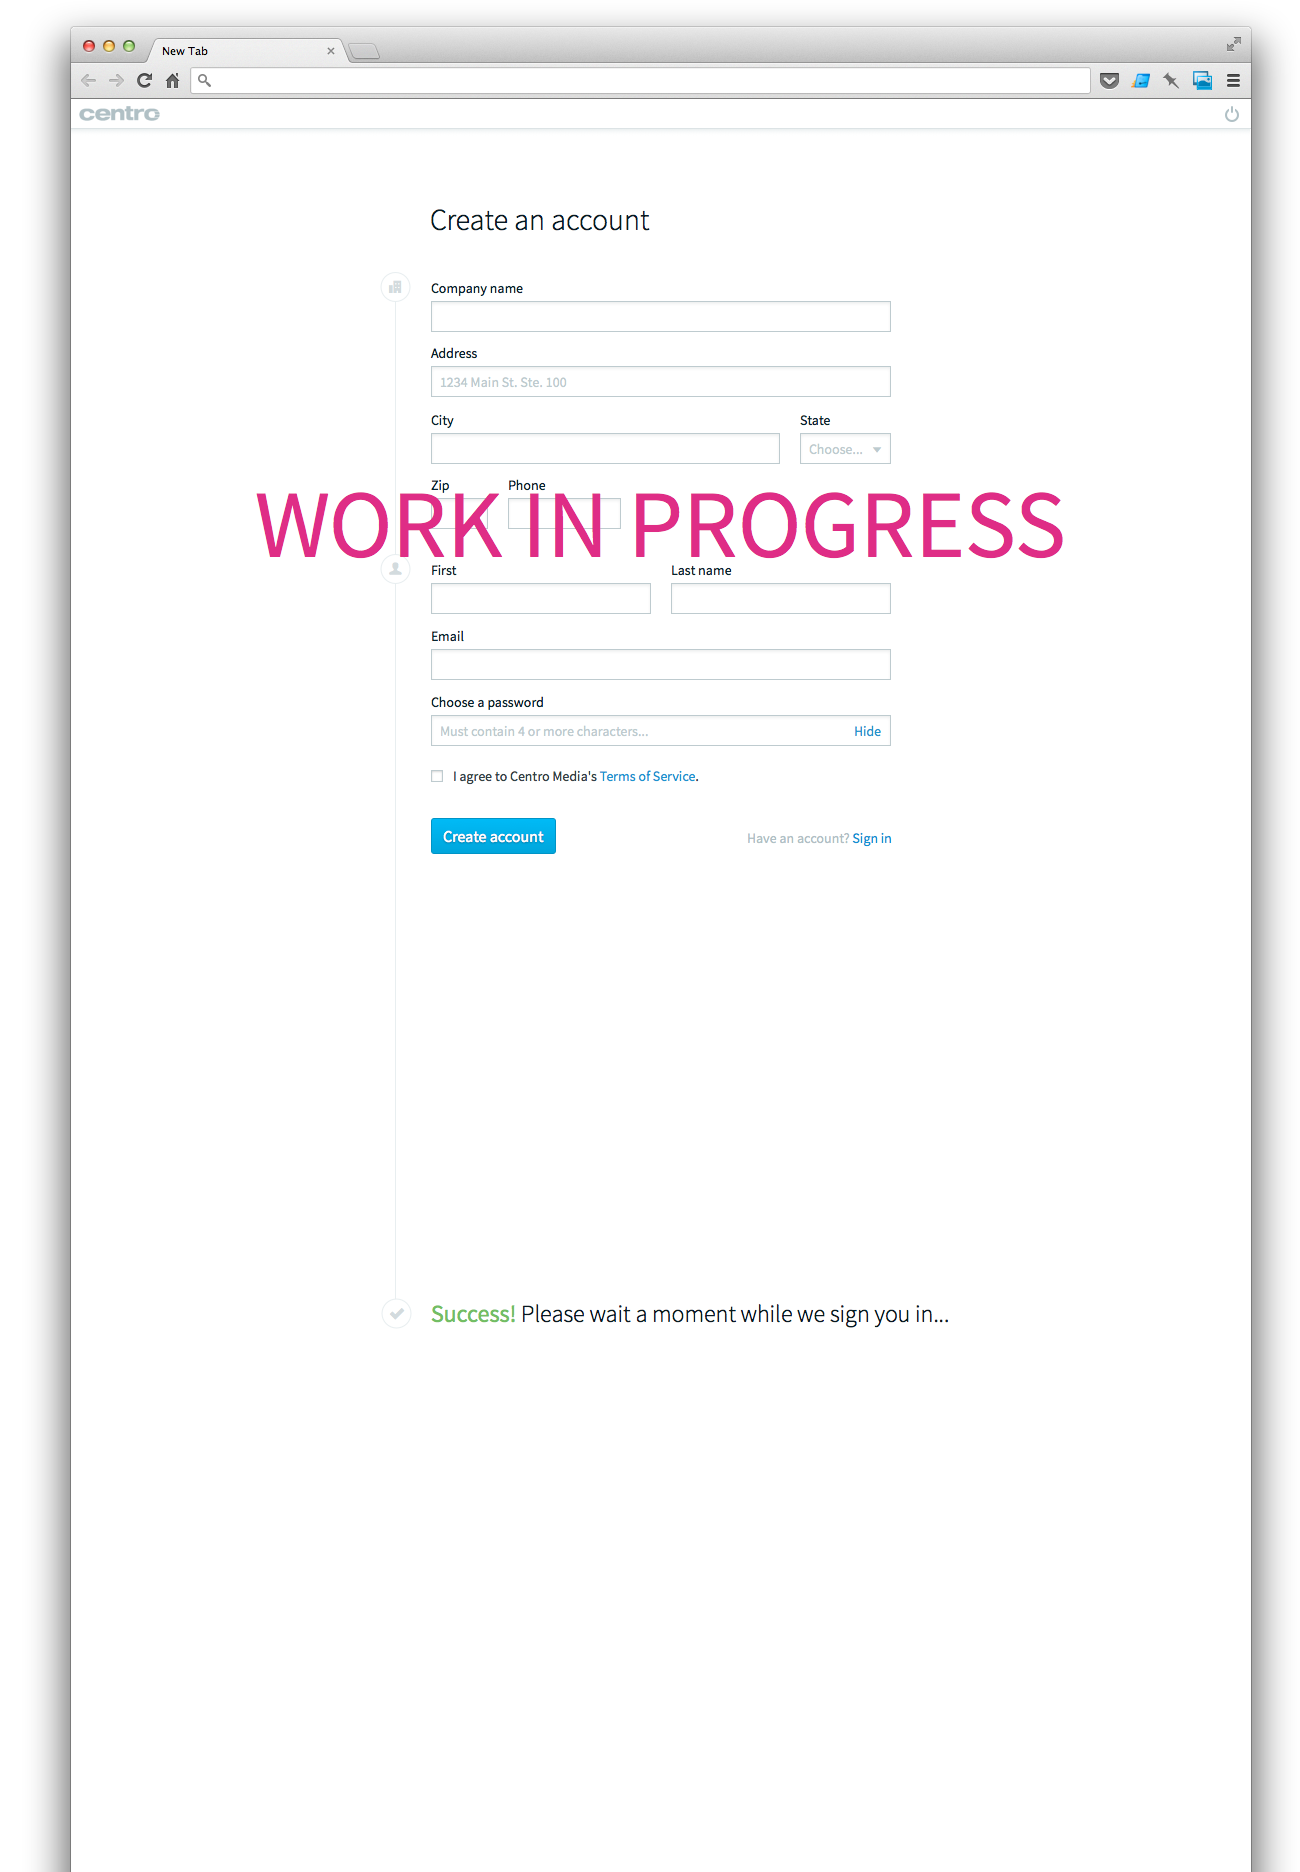 New Tab
centro
Create an account
Company name
Address
1234 Main St. Ste. 100
City State
Choose...
Zip Phone
WORK IN PROGRESS
First Last name
Email
Choose a password
Must contain 4 or more characters... Hide
I agree to Centro Media's Terms of Service.
Create account Have an account? Sign in
Success! Please wait a moment while we sign you in...